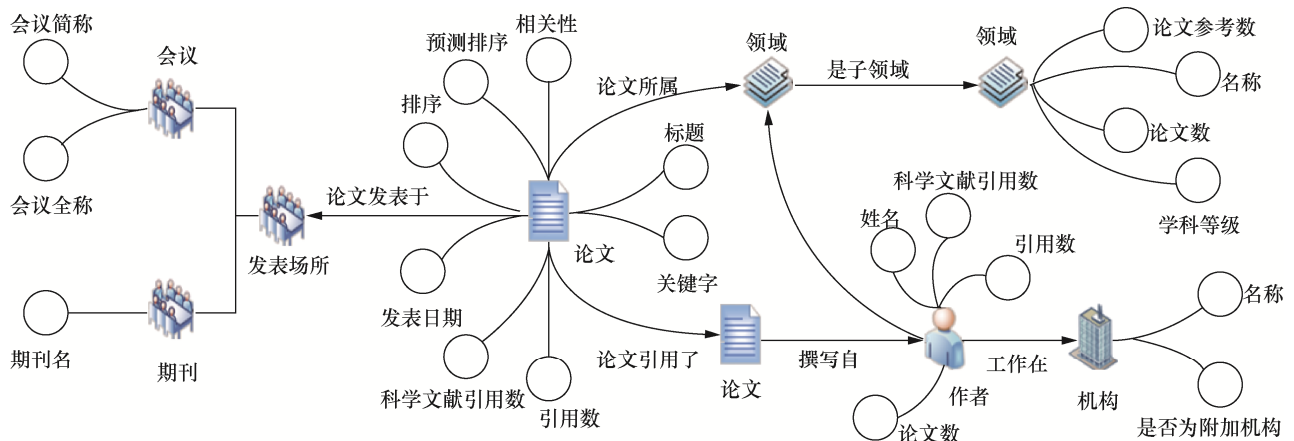 会议简称
会议
会议全称
发表场所
期刊名
期刊
论文发表于
相关性
预测排序
排序
论文所属
标题
论文
关键字
发表日期
科学文献引用数
引用数
论文引用了
论文
撰写自
领域
是子领域
领域
论文参考数
名称
论文数
学科等级
科学文献引用数
姓名
引用数
作者
论文数
工作在
机构
名称
是否为附加机构